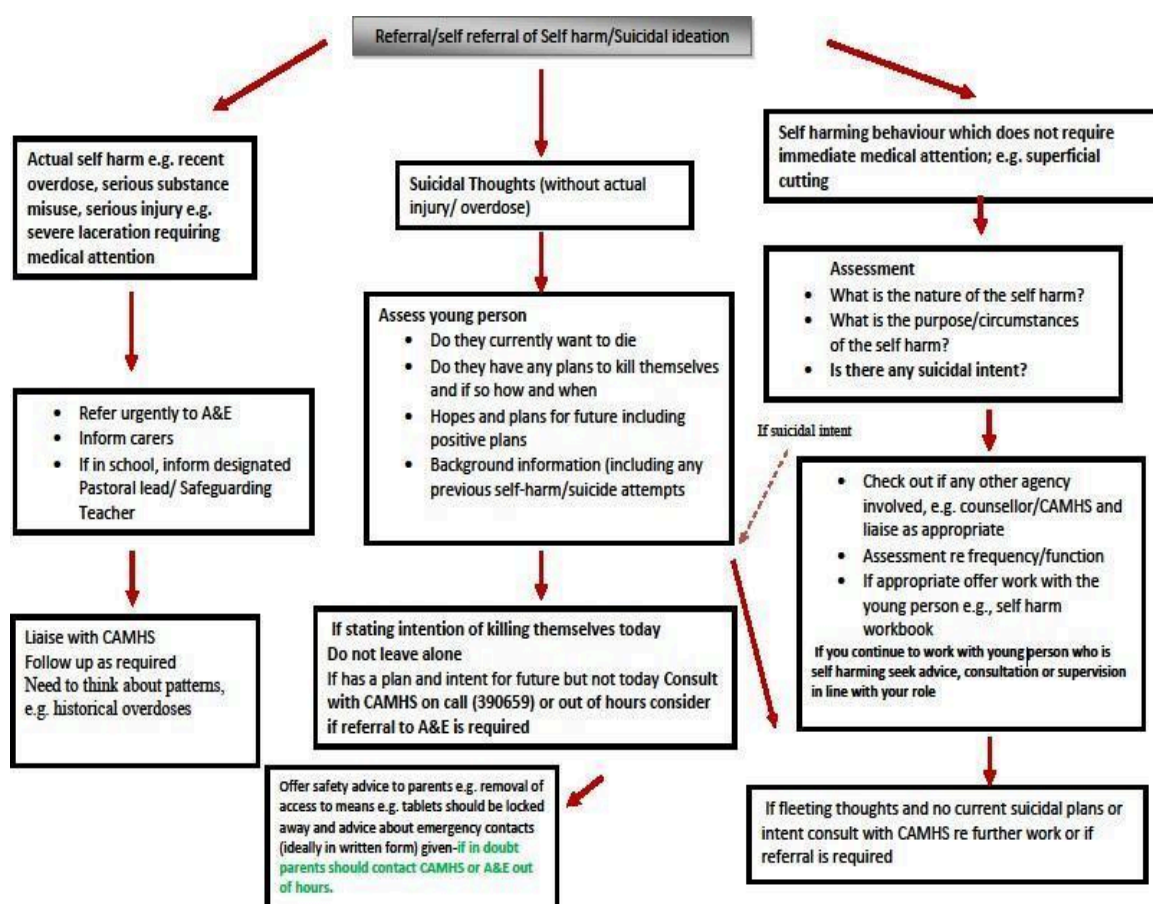 Referral/self referral of Self harm/Suicidal ideation
Actual self harm e.g. recent
overdose, serious substance
misuse, serious injury e.g.
severe laceration requiring
medical attention
Suicidal Thoughts (without actual
injury/ overdose)
Self harming behaviour which does not require
immediate medical attention; e.g. superficial
cutting
Assessment
• What is the nature of the self harm?
• What is the purpose/circumstances
of the self harm?
• Is there any suicidal intent?
Assess young person
• Do they currently want to die
• Do they have any plans to kill themselves
and if so how and when
• Hopes and plans for future including
positive plans
• Background information (including any
previous self-harm/suicide attempts
• Refer urgently to A&E
• Inform carers
• If in school, inform designated
Pastoral lead/ Safeguarding
Teacher
If suicidal intent
• Check out if any other agency
involved, e.g. counsellor/CAMHS and
liaise as appropriate
• Assessment re frequency/function
• If appropriate offer work with the
young person e.g., self harm
workbook
If you continue to work with young person who is
self harming seek advice, consultation or supervision
in line with your role
Liaise with CAMHS
Follow up as required
Need to think about patterns,
e.g. historical overdoses
If stating intention of killing themselves today
Do not leave alone
If has a plan and intent for future but not today Consult
with CAMHS on call (390659) or out of hours consider
if referral to A&E is required
Offer safety advice to parents e.g. removal of
access to means e.g. tablets should be locked
away and advice about emergency contacts
(ideally in written form) given-if in doubt
parents should contact CAMHS or A&E out
of hours.
If fleeting thoughts and no current suicidal plans or
intent consult with CAMHS re further work or if
referral is required